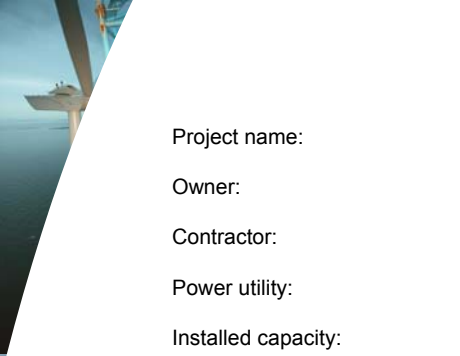 Project name:
Owner:
Contractor:
Power utility:
Installed capacity: